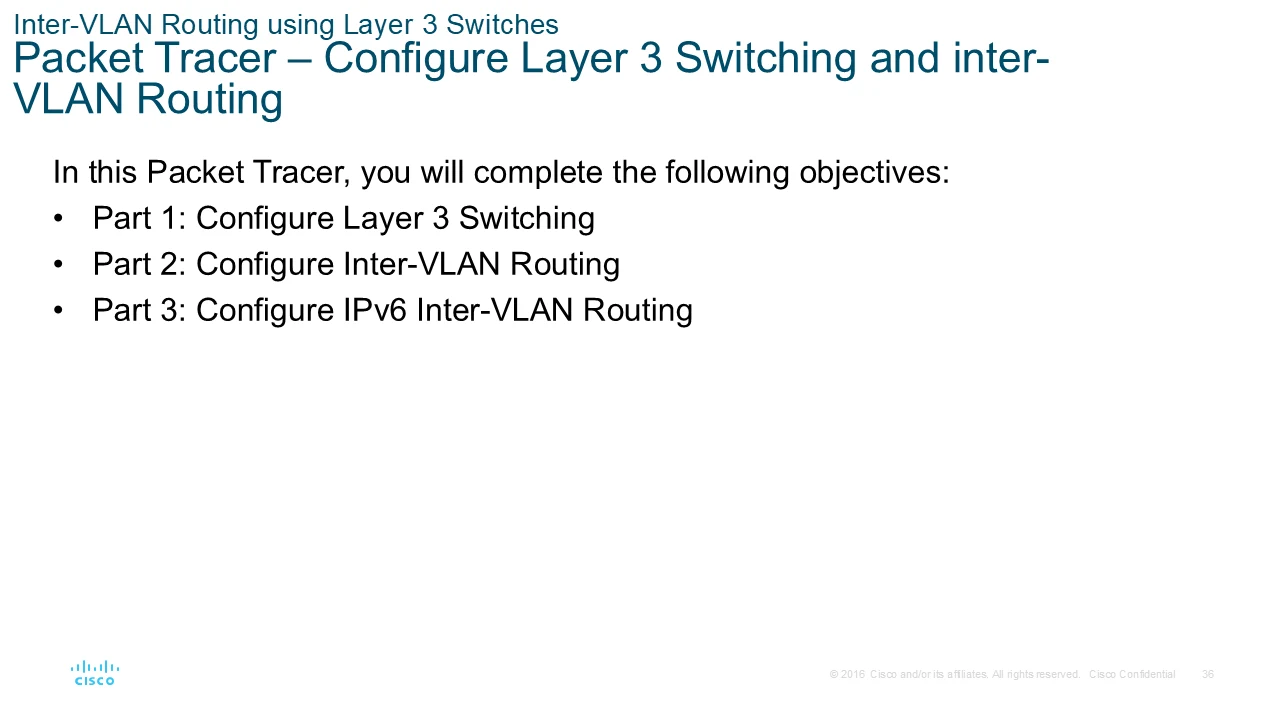 Inter-VLAN Routing using Layer 3 Switches
Packet Tracer – Configure Layer 3 Switching and inter-
VLAN Routing
In this Packet Tracer, you will complete the following objectives:
• Part 1: Configure Layer 3 Switching
• Part 2: Configure Inter-VLAN Routing
• Part 3: Configure IPv6 Inter-VLAN Routing
CISCO
© 2016 Cisco and/or its affiliates. All rights reserved. Cisco Confidential 36